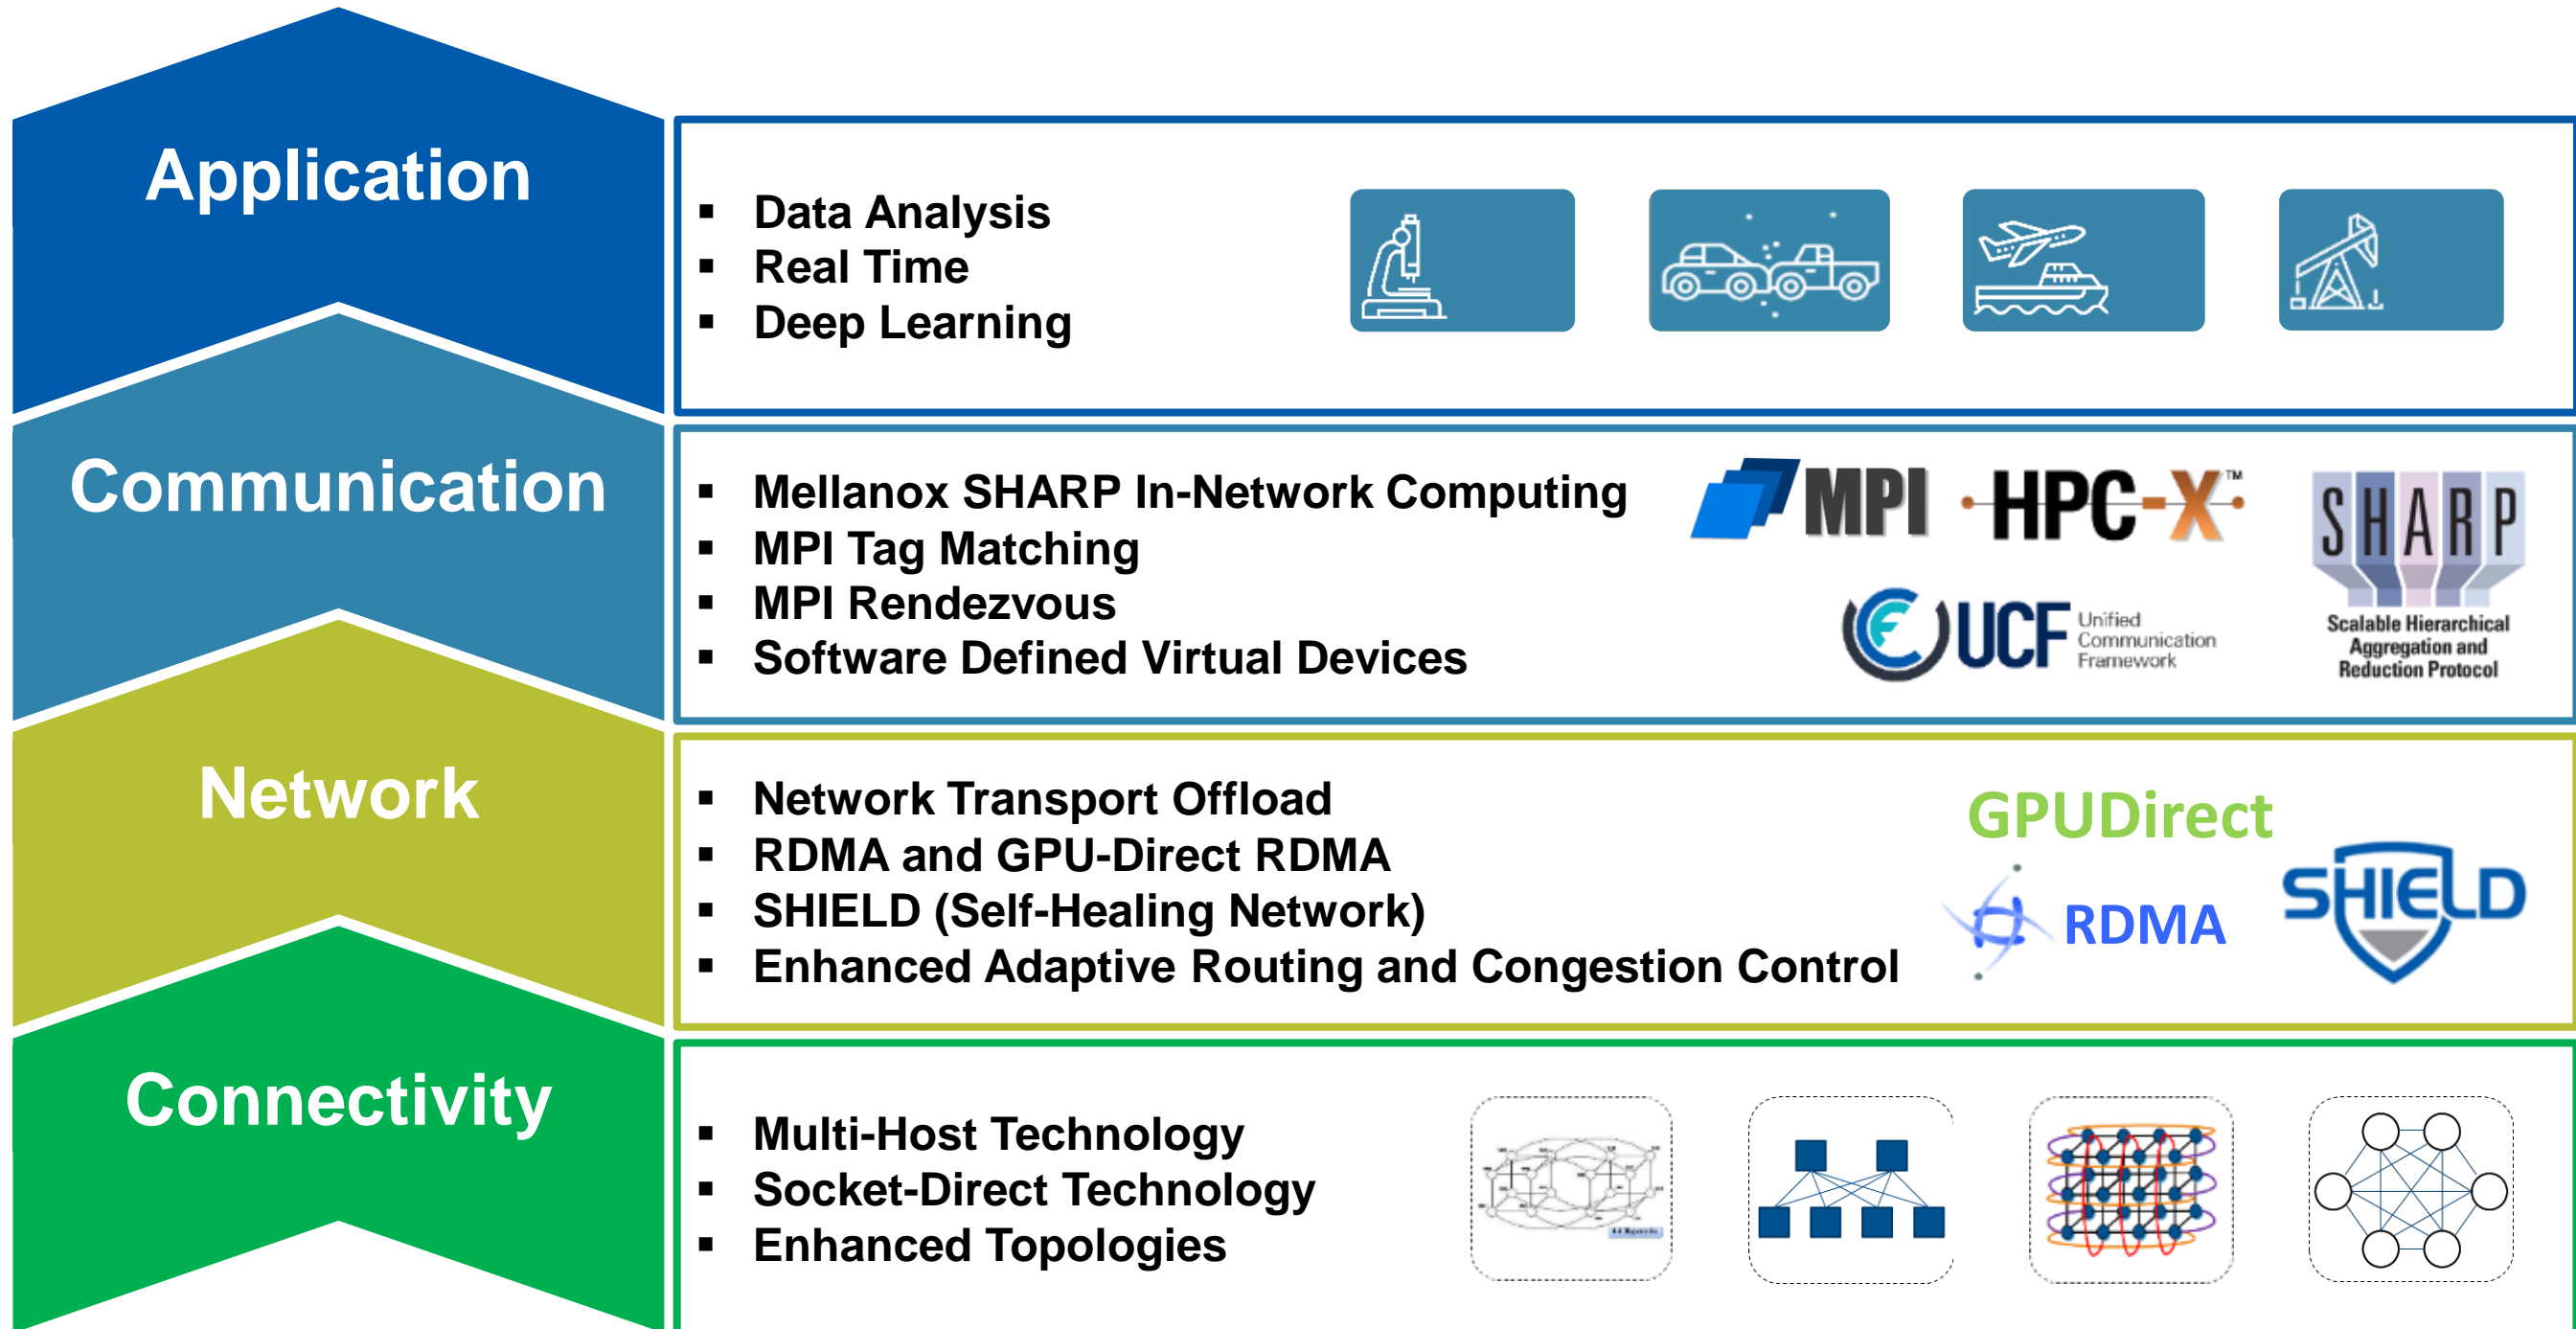 Application
▪ Data Analysis
▪ Real Time
▪ Deep Learning
Communication
▪ Mellanox SHARP In-Network Computing
▪ MPI Tag Matching
▪ MPI Rendezvous
▪ Software Defined Virtual Devices
MPI
HPC-X™
UCF
Unified
Communication
Framework
SHARP
Scalable Hierarchical
Aggregation and
Reduction Protocol
Network
▪ Network Transport Offload
▪ RDMA and GPU-Direct RDMA
▪ SHIELD (Self-Healing Network)
▪ Enhanced Adaptive Routing and Congestion Control
GPUDirect
RDMA
SHIELD
Connectivity
▪ Multi-Host Technology
▪ Socket-Direct Technology
▪ Enhanced Topologies